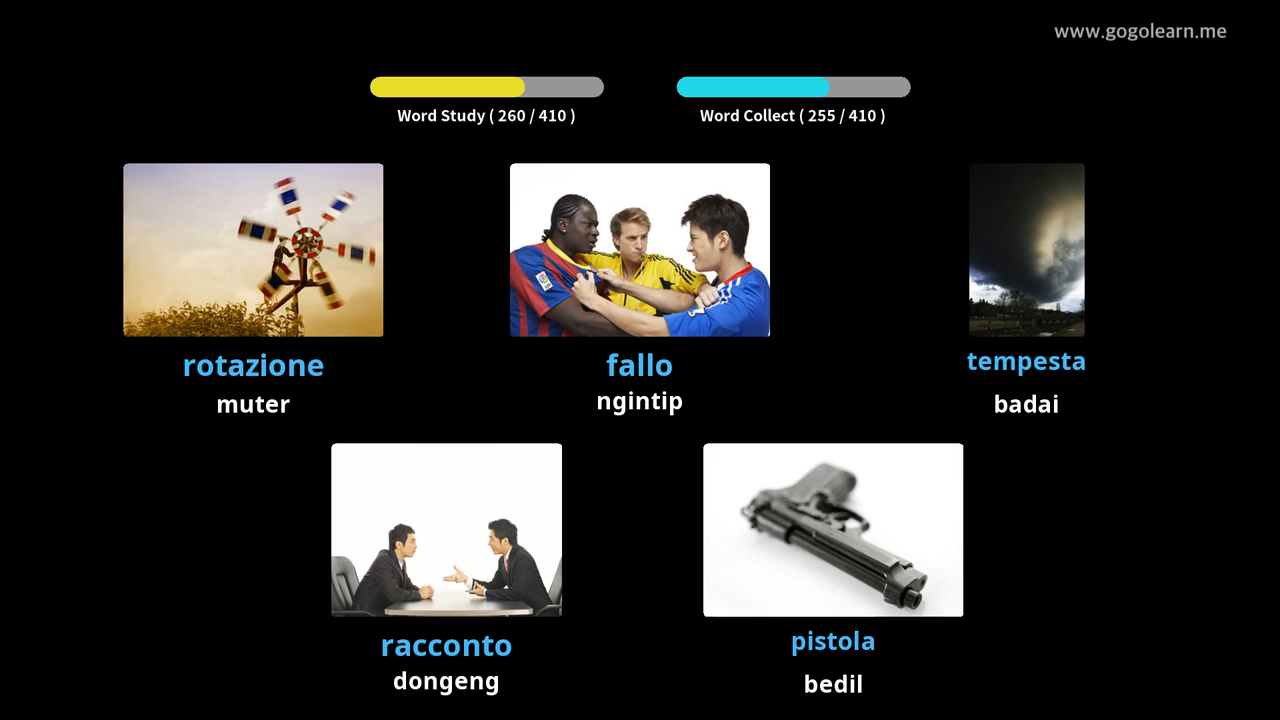 www.gogolearn.me
Word Study ( 260 / 410 )
Word Collect ( 255 / 410 )
rotazione
muter
fallo
ngintip
tempesta
badai
racconto
dongeng
pistola
bedil